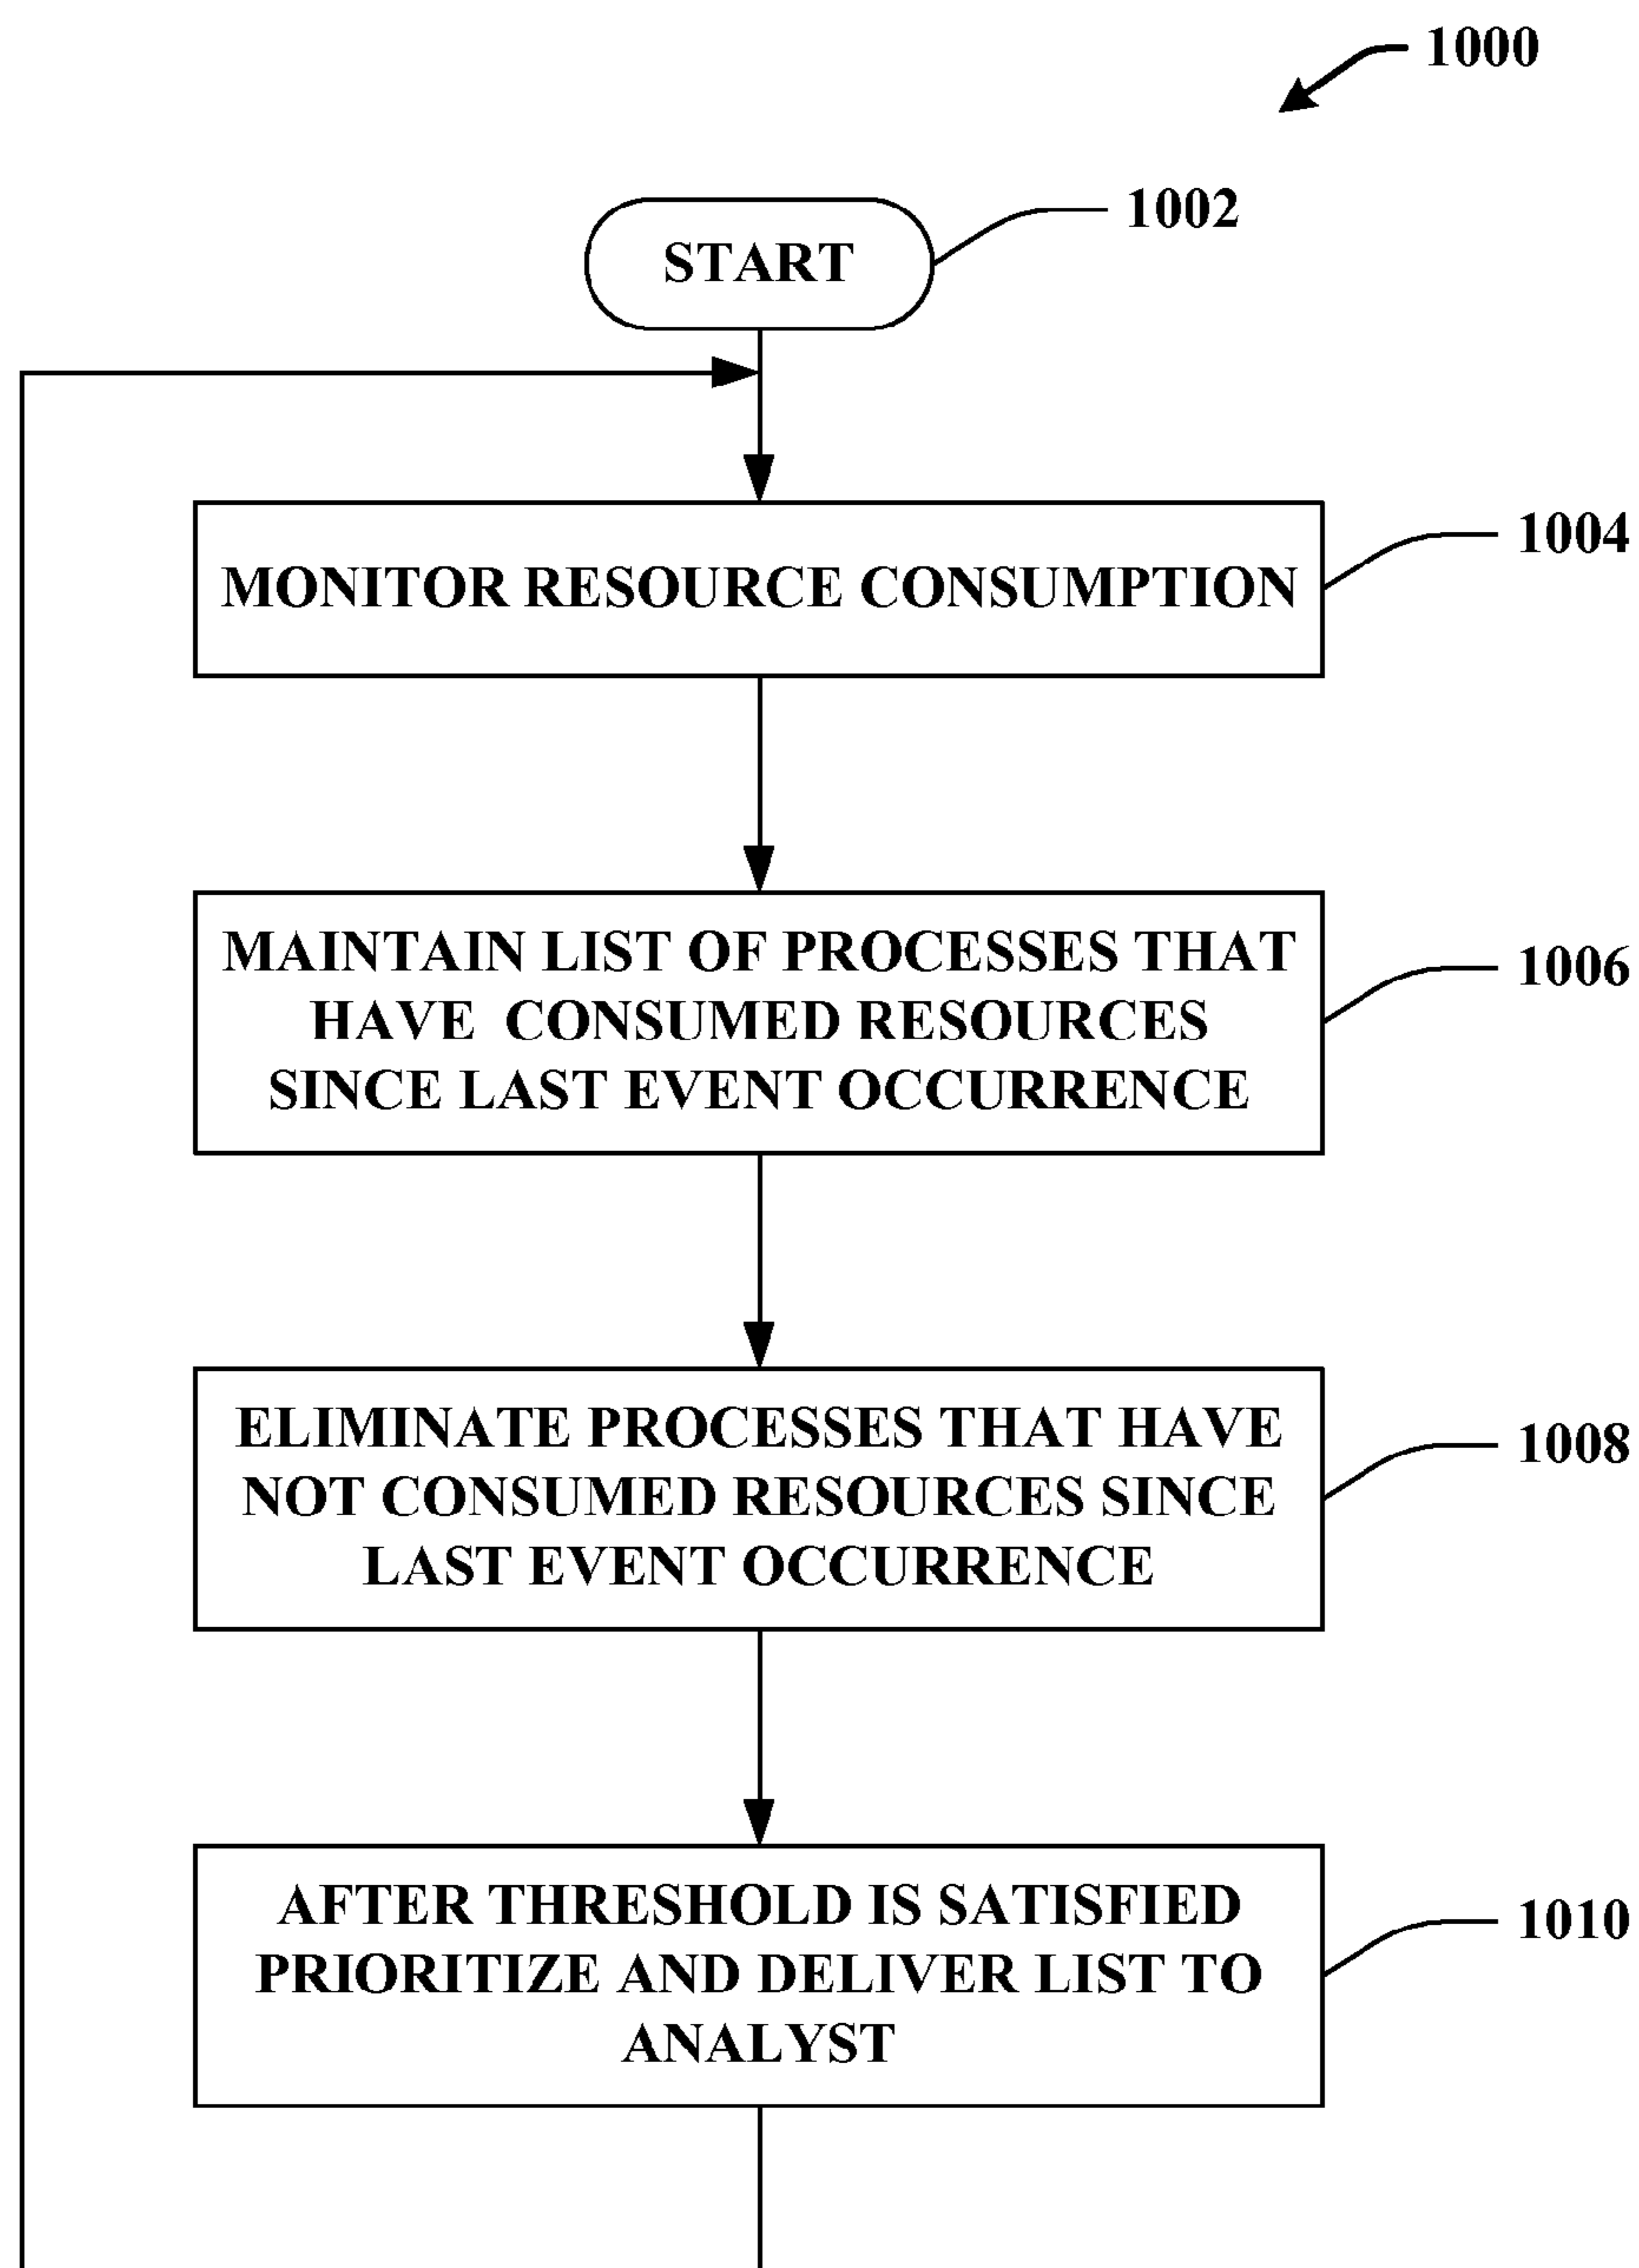 1000
1002
START
1004
MONITOR RESOURCE CONSUMPTION
1006
MAINTAIN LIST OF PROCESSES THAT
HAVE CONSUMED RESOURCES
SINCE LAST EVENT OCCURRENCE
1008
ELIMINATE PROCESSES THAT HAVE
NOT CONSUMED RESOURCES SINCE
LAST EVENT OCCURRENCE
1010
AFTER THRESHOLD IS SATISFIED
PRIORITIZE AND DELIVER LIST TO
ANALYST